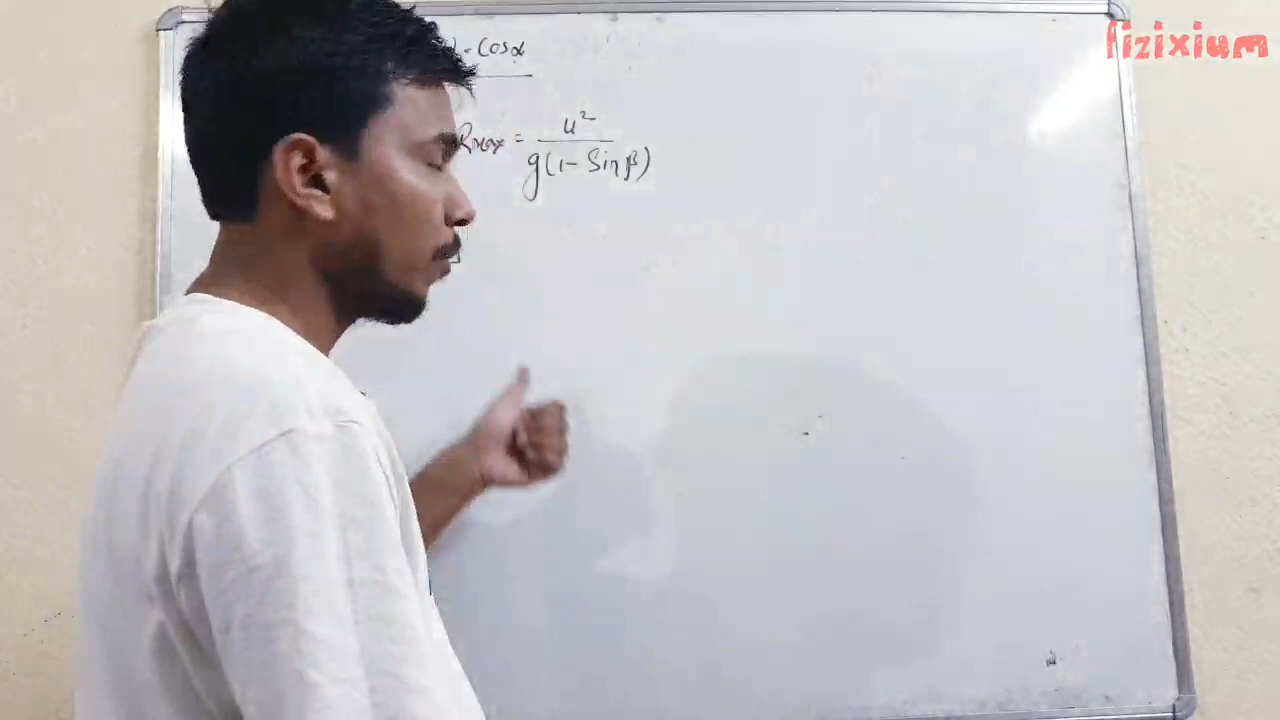 fizixium
- Cosα
Rmax = u²
g(1- Sinβ)